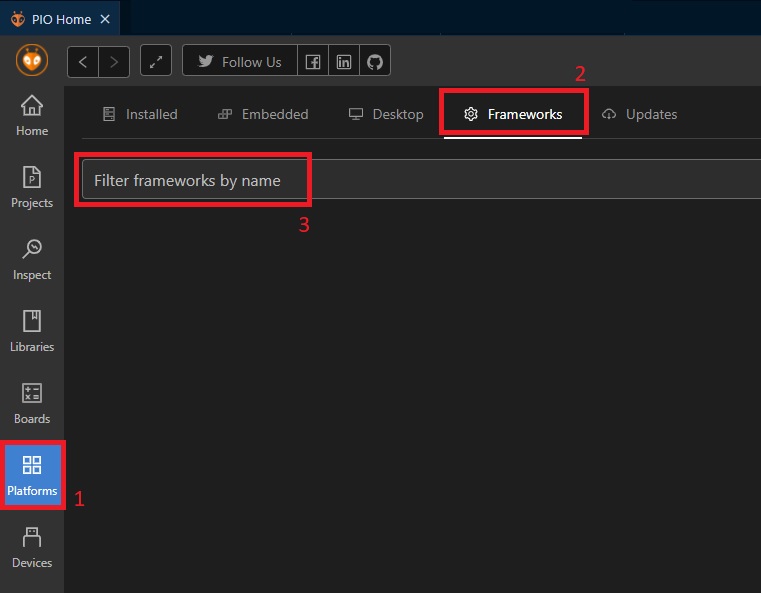 PIO Home
Follow Us
2
Home
Installed
Embedded
Desktop
Frameworks
Updates
Projects
Filter frameworks by name
3
Inspect
Libraries
Boards
Platforms
1
Devices